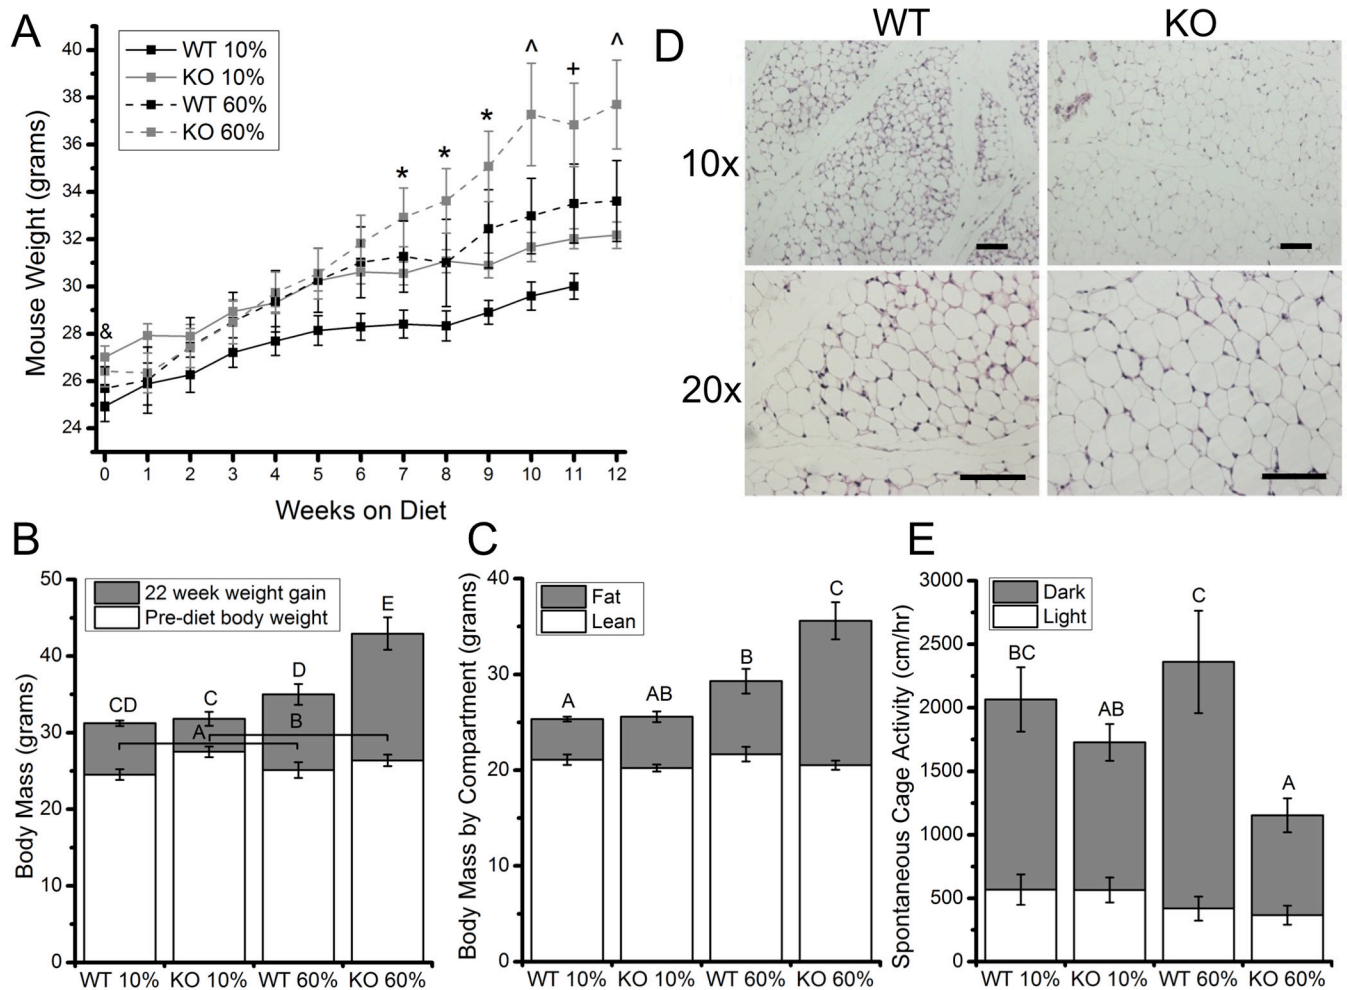 A
WT 10%
KO 10%
WT 60%
KO 60%
&
*
*
*
^
+
^
Mouse Weight (grams)
40
38
36
34
32
30
28
26
24
0 1 2 3 4 5 6 7 8 9 10 11 12
Weeks on Diet
D
WT KO
10x
20x
B
22 week weight gain
Pre-diet body weight
Body Mass (grams)
50
40
30
20
10
0
CD C D E
A B
WT 10% KO 10% WT 60% KO 60%
C
Fat
Lean
Body Mass by Compartment (grams)
40
30
20
10
0
A AB B C
WT 10% KO 10% WT 60% KO 60%
E
Dark
Light
Spontaneous Cage Activity (cm/hr)
3000
2500
2000
1500
1000
500
0
BC AB C A
WT 10% KO 10% WT 60% KO 60%